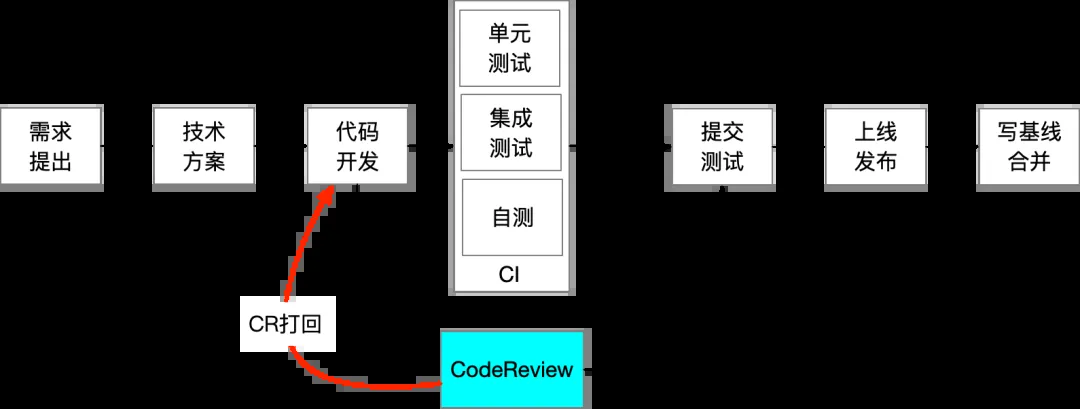 需求
提出
技术
方案
代码
开发
单元
测试
集成
测试
自测
CI
提交
测试
上线
发布
写基线
合并
CR打回
CodeReview